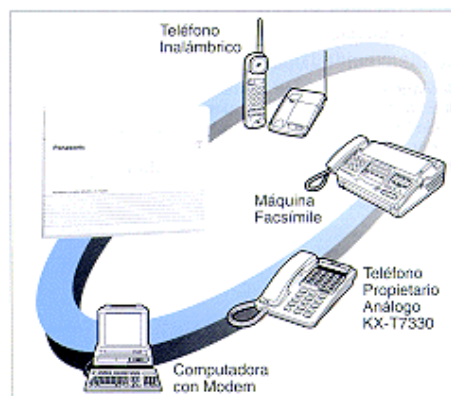 Teléfono
Inalámbrico
Panasonic
Máquina
Facsímile
Teléfono
Propietario
Análogo
KX-T7330
Computadora
con Modem